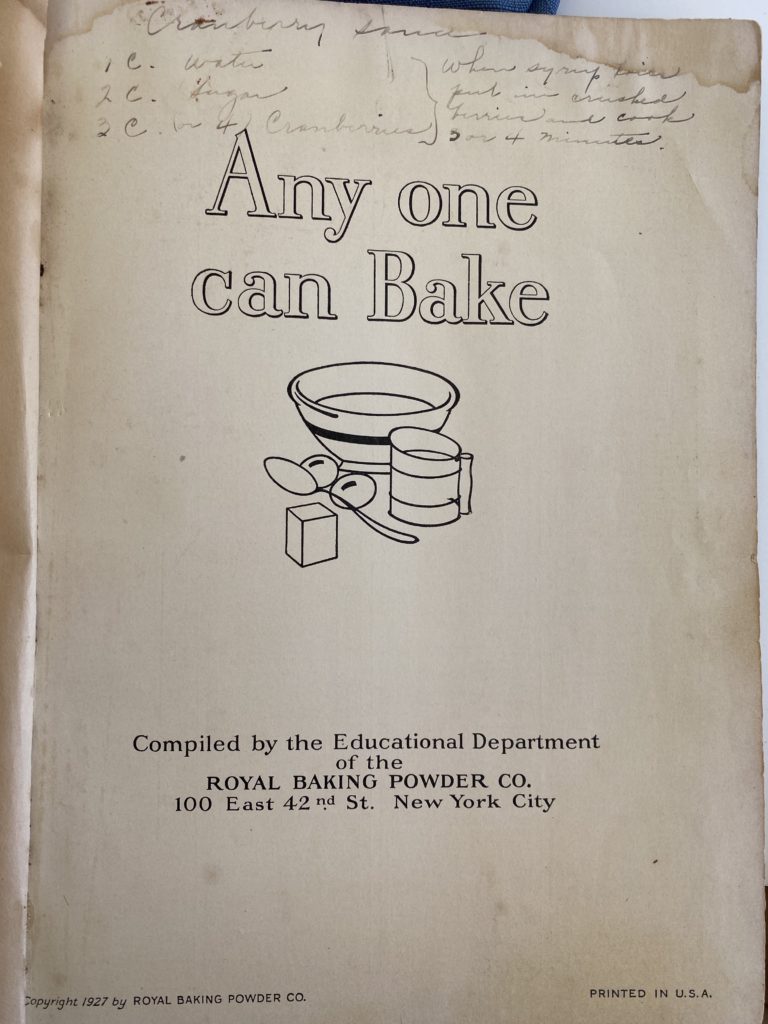 Cranberry Sauce
1 C. Water
2 C. Sugar
3 C. (or 4) Cranberries
When syrup boils
put in crushed
berries and cook
3 or 4 minutes.
Any one
can Bake
Compiled by the Educational Department
of the
ROYAL BAKING POWDER CO.
100 East 42nd St. New York City
Copyright 1927 by ROYAL BAKING POWDER CO.
PRINTED IN U.S.A.